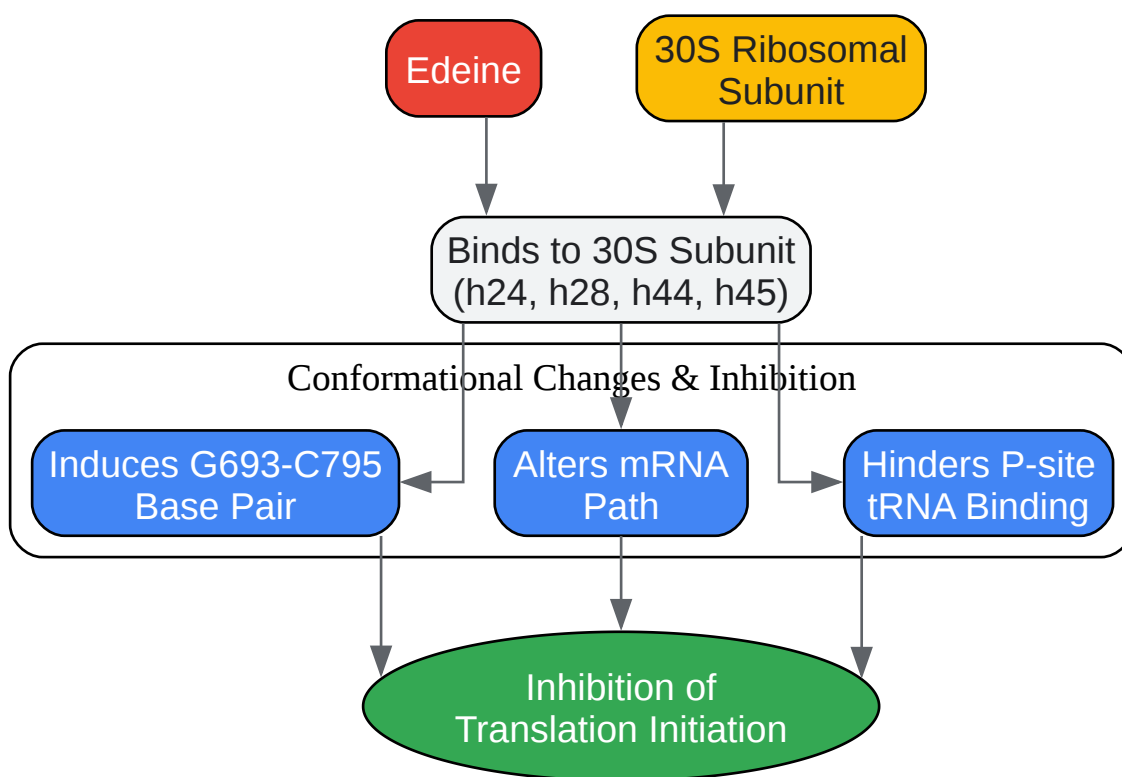 Edeine
30S Ribosomal
Subunit
Binds to 30S Subunit
(h24, h28, h44, h45)
Conformational Changes & Inhibition
Induces G693-C795
Base Pair
Alters mRNA
Path
Hinders P-site
tRNA Binding
Inhibition of
Translation Initiation